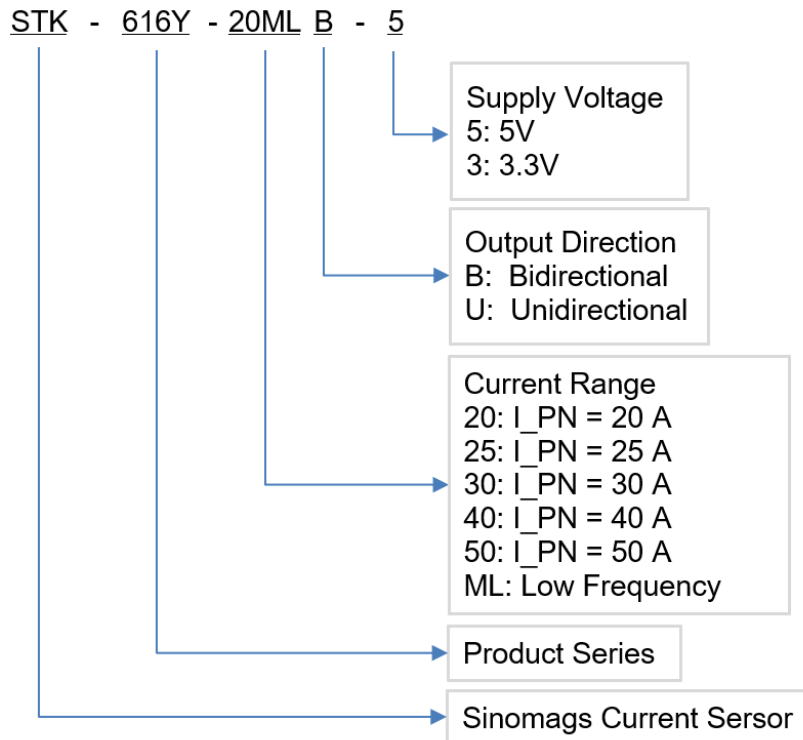 STK - 616Y - 20ML B - 5
Supply Voltage
5: 5V
3: 3.3V
Output Direction
B: Bidirectional
U: Unidirectional
Current Range
20: I_PN = 20 A
25: I_PN = 25 A
30: I_PN = 30 A
40: I_PN = 40 A
50: I_PN = 50 A
ML: Low Frequency
Product Series
Sinomags Current Sersor